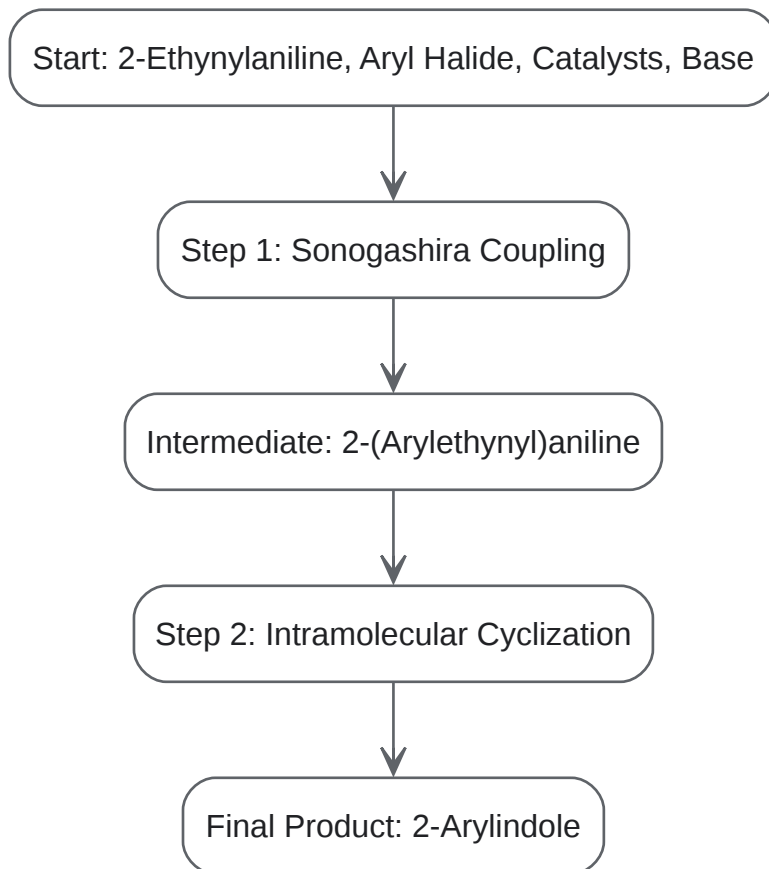 Start: 2-Ethynylaniline, Aryl Halide, Catalysts, Base
Step 1: Sonogashira Coupling
Intermediate: 2-(Arylethynyl)aniline
Step 2: Intramolecular Cyclization
Final Product: 2-Arylindole